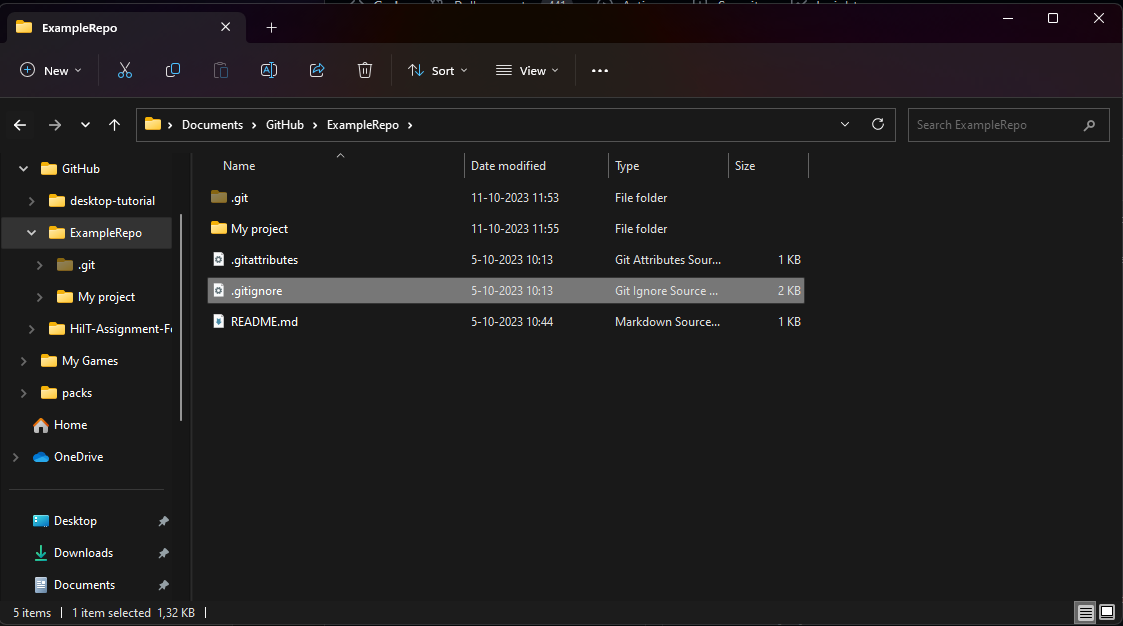 ExampleRepo
New
Sort
View
Documents
GitHub
ExampleRepo
Search ExampleRepo
GitHub
desktop-tutorial
ExampleRepo
.git
My project
HiIT-Assignment-Fo
My Games
packs
Home
OneDrive
Desktop
Downloads
Documents
Name Date modified Type Size
.git 11-10-2023 11:53 File folder
My project 11-10-2023 11:55 File folder
.gitattributes 5-10-2023 10:13 Git Attributes Sour... 1 KB
.gitignore 5-10-2023 10:13 Git Ignore Source ... 2 KB
README.md 5-10-2023 10:44 Markdown Source... 1 KB
5 items 1 item selected 1,32 KB